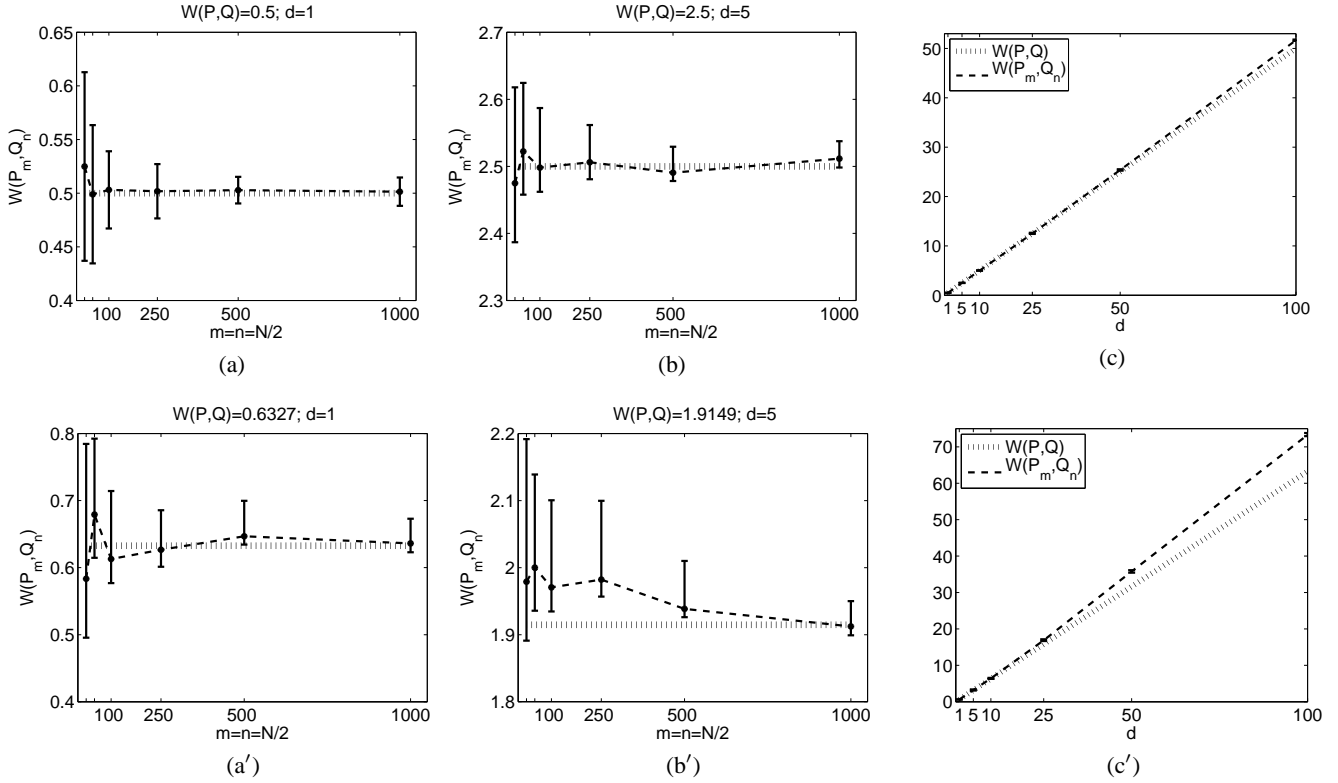 W(P,Q)=0.5; d=1
0.65
0.6
0.55
0.5
0.45
0.4
W(P_m,Q_n)
100 250 500 1000
m=n=N/2
(a)
W(P,Q)=2.5; d=5
2.7
2.6
2.5
2.4
2.3
W(P_m,Q_n)
100 250 500 1000
m=n=N/2
(b)
50
40
30
20
10
0
W(P,Q)
W(P_m,Q_n)
1 5 10 25 50 100
d
(c)
W(P,Q)=0.6327; d=1
0.8
0.7
0.6
0.5
0.4
W(P_m,Q_n)
100 250 500 1000
m=n=N/2
(a′)
W(P,Q)=1.9149; d=5
2.2
2.1
2
1.9
1.8
W(P_m,Q_n)
100 250 500 1000
m=n=N/2
(b′)
70
60
50
40
30
20
10
0
W(P,Q)
W(P_m,Q_n)
1 5 10 25 50 100
d
(c′)